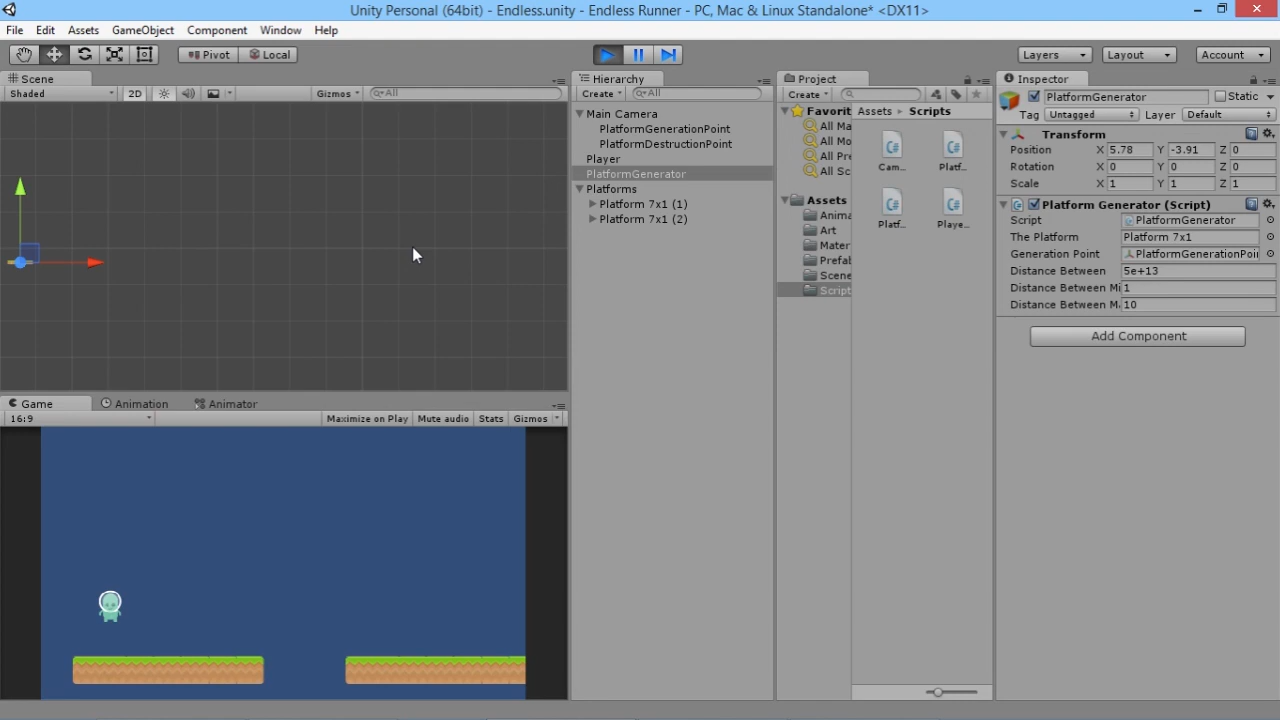 Unity Personal (64bit) - Endless.unity - Endless Runner - PC, Mac & Linux Standalone* <DX11>
File Edit Assets GameObject Component Window Help
Pivot Local Layers Layout Account
Scene
Shaded 2D Gizmos All
Hierarchy
Create All
Main Camera
PlatformGenerationPoint
PlatformDestructionPoint
Player
PlatformGenerator
Platforms
Platform 7x1 (1)
Platform 7x1 (2)
Project
Create
Favorit
All Ma
All Mo
All Pre
All Sc
Assets
Anima
Art
Mater
Prefab
Scene
Script
Assets Scripts
Cam... Platf...
Platf... Playe...
Inspector
PlatformGenerator Static
Tag Untagged Layer Default
Transform
Position X 5.78 Y -3.91 Z 0
Rotation X 0 Y 0 Z 0
Scale X 1 Y 1 Z 1
Platform Generator (Script)
Script PlatformGenerator
The Platform Platform 7x1
Generation Point PlatformGenerationPoin
Distance Between 5e+13
Distance Between Mi 1
Distance Between M 10
Add Component
Game Animation Animator
16:9 Maximize on Play Mute audio Stats Gizmos